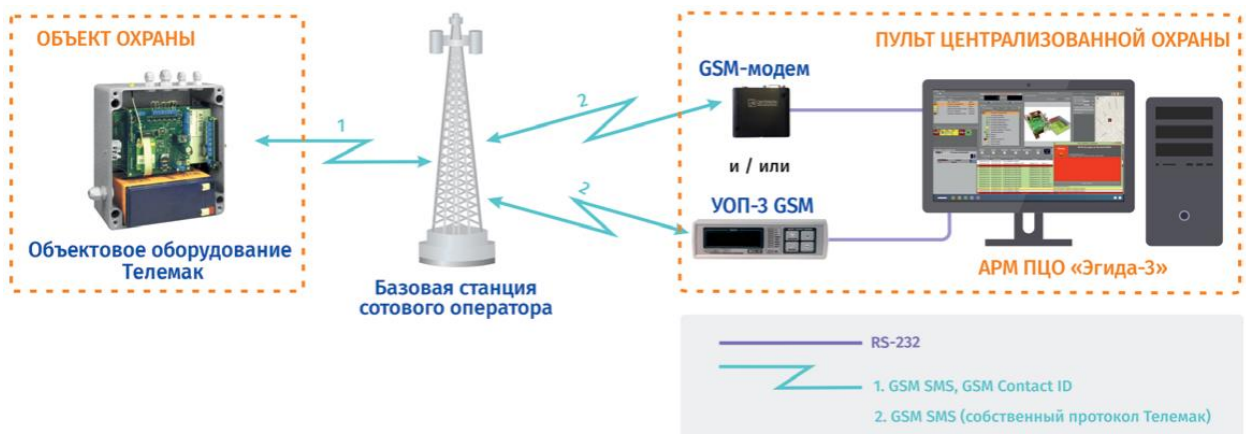 ОБЪЕКТ ОХРАНЫ
Объектовое оборудование
Телемак
1
Базовая станция
сотового оператора
2
2
ПУЛЬТ ЦЕНТРАЛИЗОВАННОЙ ОХРАНЫ
GSM-модем
и / или
УОП-3 GSM
АРМ ПЦО «Эгида-3»
RS-232
1. GSM SMS, GSM Contact ID
2. GSM SMS (собственный протокол Телемак)